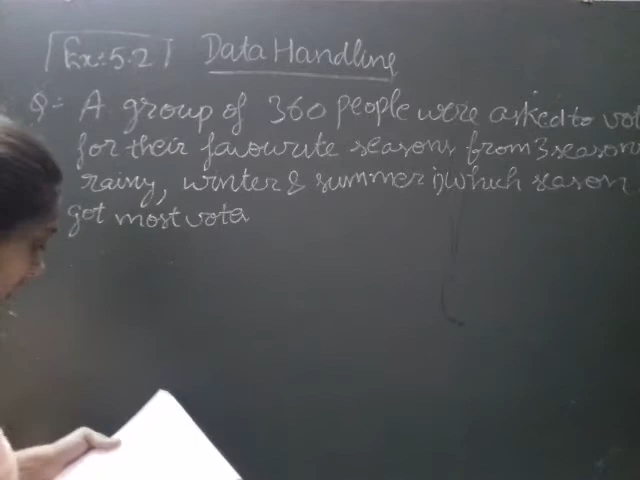 Ex:-5.2 Data Handling
Q:- A group of 360 people were asked to vot
for their favourite seasons from 3 seasons
rainy, winter & summer i) which season
got most vote